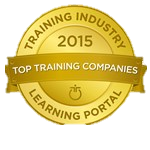 TRAINING INDUSTRY
2015
TOP TRAINING COMPANIES
LEARNING PORTAL